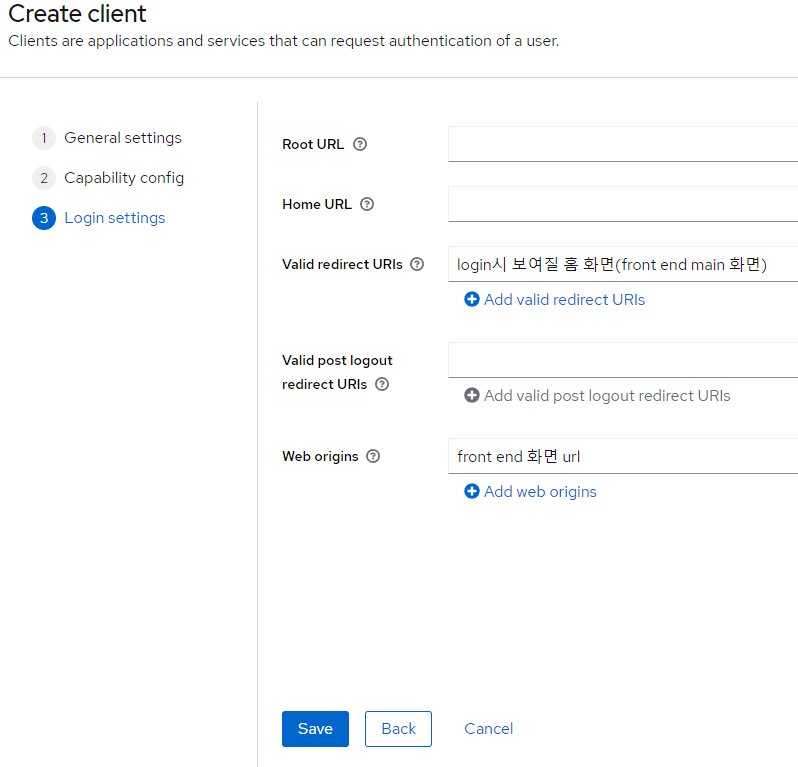 Create client
Clients are applications and services that can request authentication of a user.
1 General settings
2 Capability config
3 Login settings
Root URL ?
Home URL ?
Valid redirect URIs ? login시 보여질 홈 화면(front end main 화면)
Add valid redirect URIs
Valid post logout
redirect URIs ?
Add valid post logout redirect URIs
Web origins ? front end 화면 url
Add web origins
Save Back Cancel